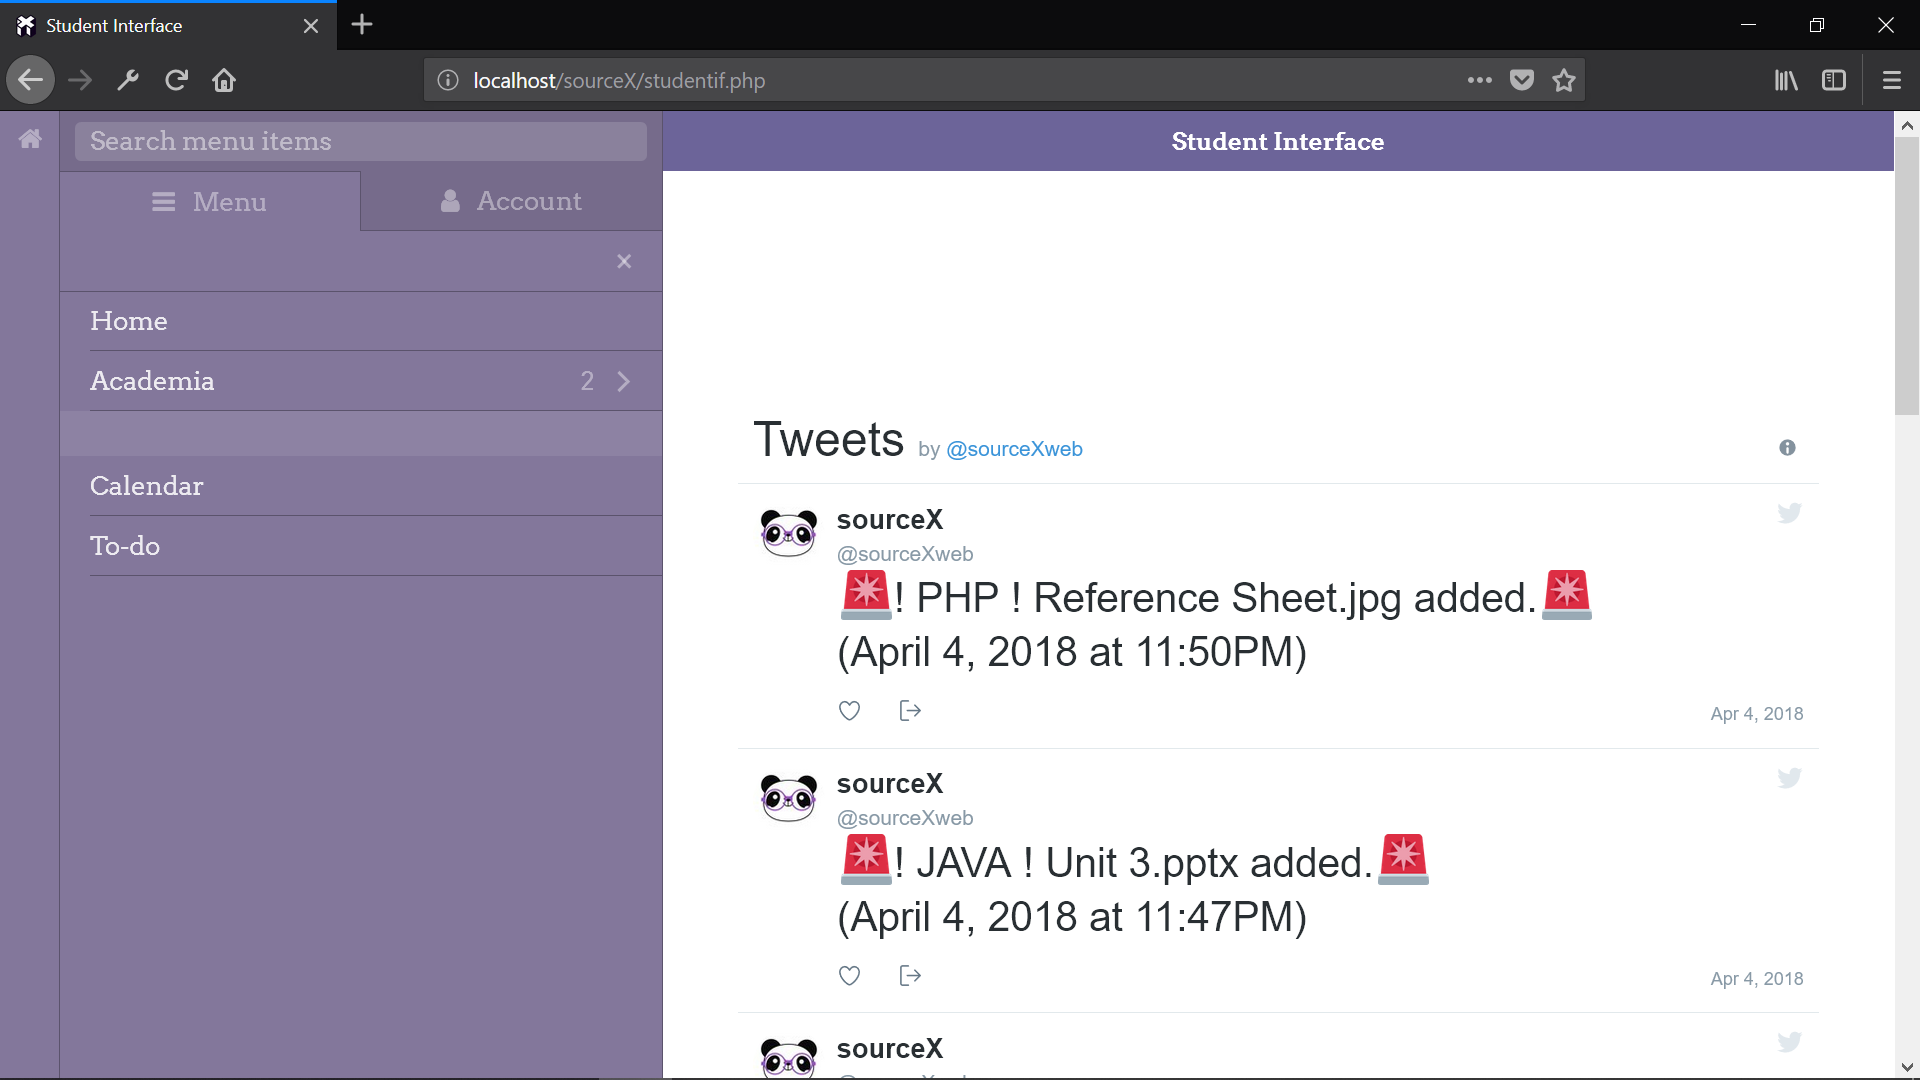 Student Interface
localhost/sourceX/studentif.php
Search menu items
Menu
Account
Home
Academia 2
Calendar
To-do
Student Interface
Tweets by @sourceXweb
sourceX
@sourceXweb
🚨! PHP ! Reference Sheet.jpg added.🚨
(April 4, 2018 at 11:50PM)
Apr 4, 2018
sourceX
@sourceXweb
🚨! JAVA ! Unit 3.pptx added.🚨
(April 4, 2018 at 11:47PM)
Apr 4, 2018
sourceX